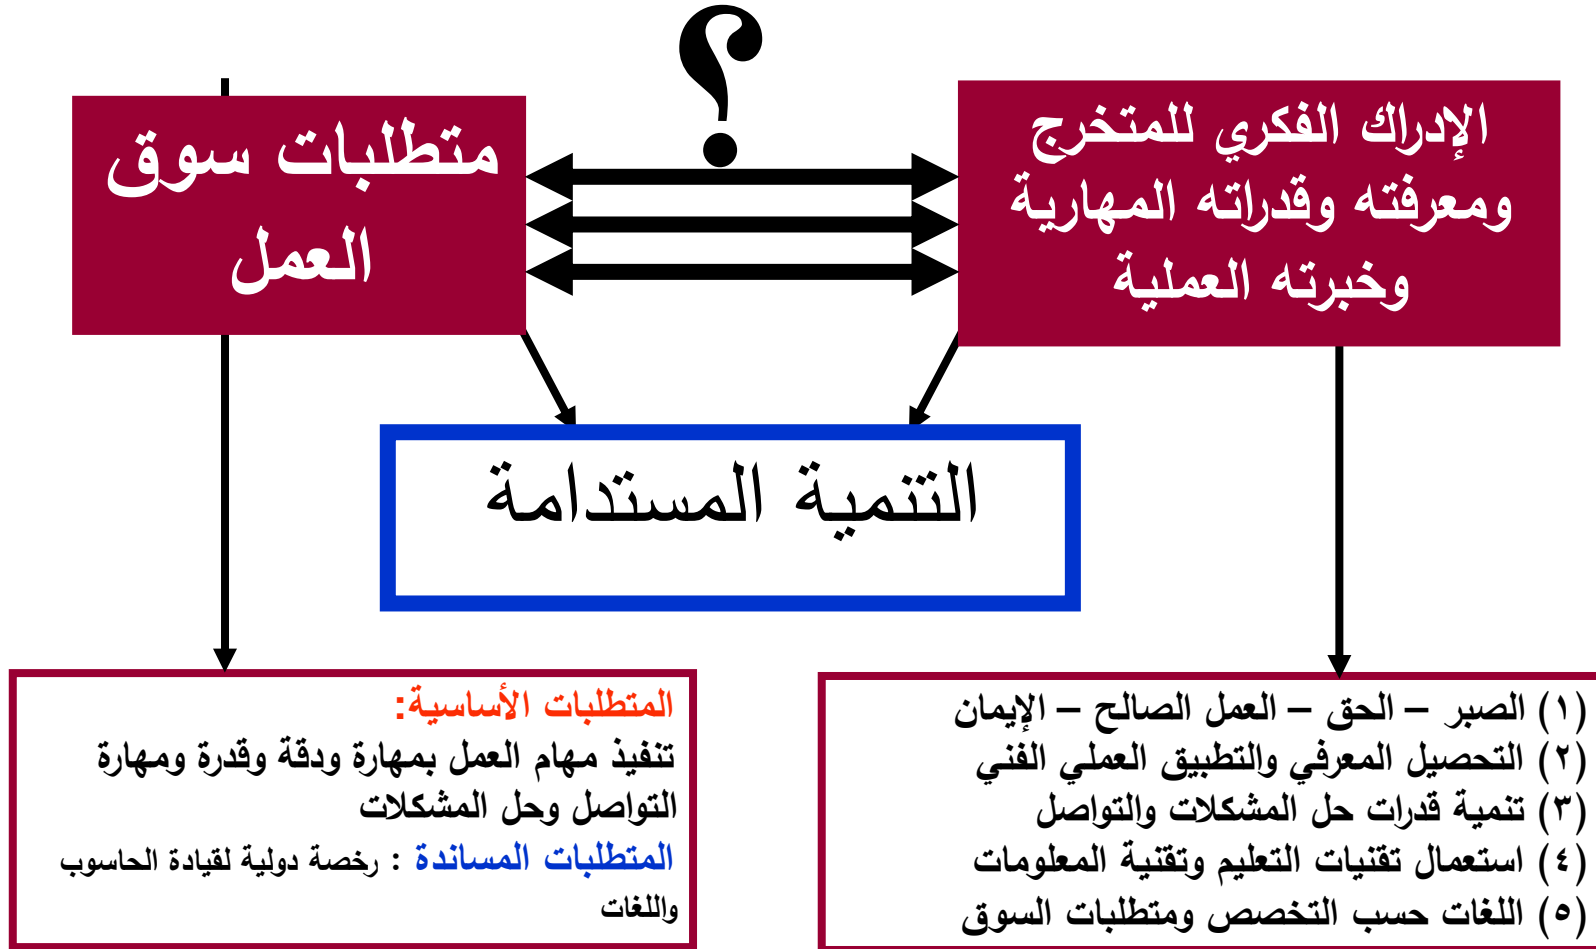 ؟
الإدراك الفكري للمتخرج
ومعرفته وقدراته المهارية
وخبرته العملية
متطلبات سوق
العمل
التنمية المستدامة
(١) الصبر – الحق – العمل الصالح – الإيمان
(٢) التحصيل المعرفي والتطبيق العملي الفني
(٣) تنمية قدرات حل المشكلات والتواصل
(٤) استعمال تقنيات التعليم وتقنية المعلومات
(٥) اللغات حسب التخصص ومتطلبات السوق
المتطلبات الأساسية:
تنفيذ مهام العمل بمهارة ودقة وقدرة ومهارة
التواصل وحل المشكلات
المتطلبات المساندة : رخصة دولية لقيادة الحاسوب
واللغات